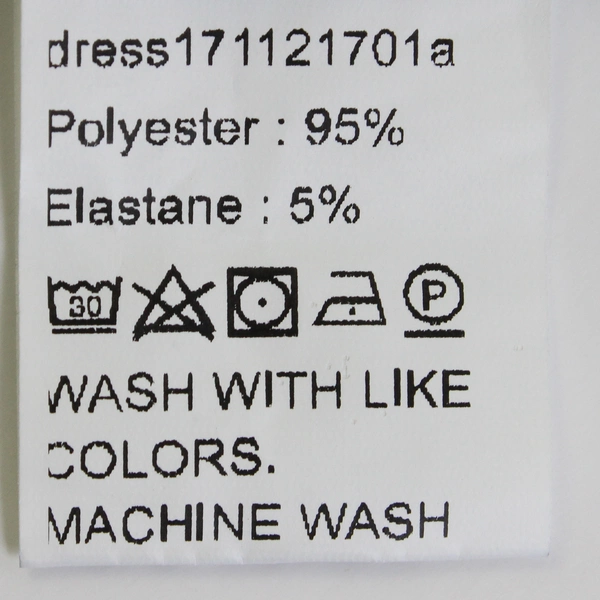 dress171121701a
Polyester : 95%
Elastane : 5%
30 P
WASH WITH LIKE
COLORS.
MACHINE WASH